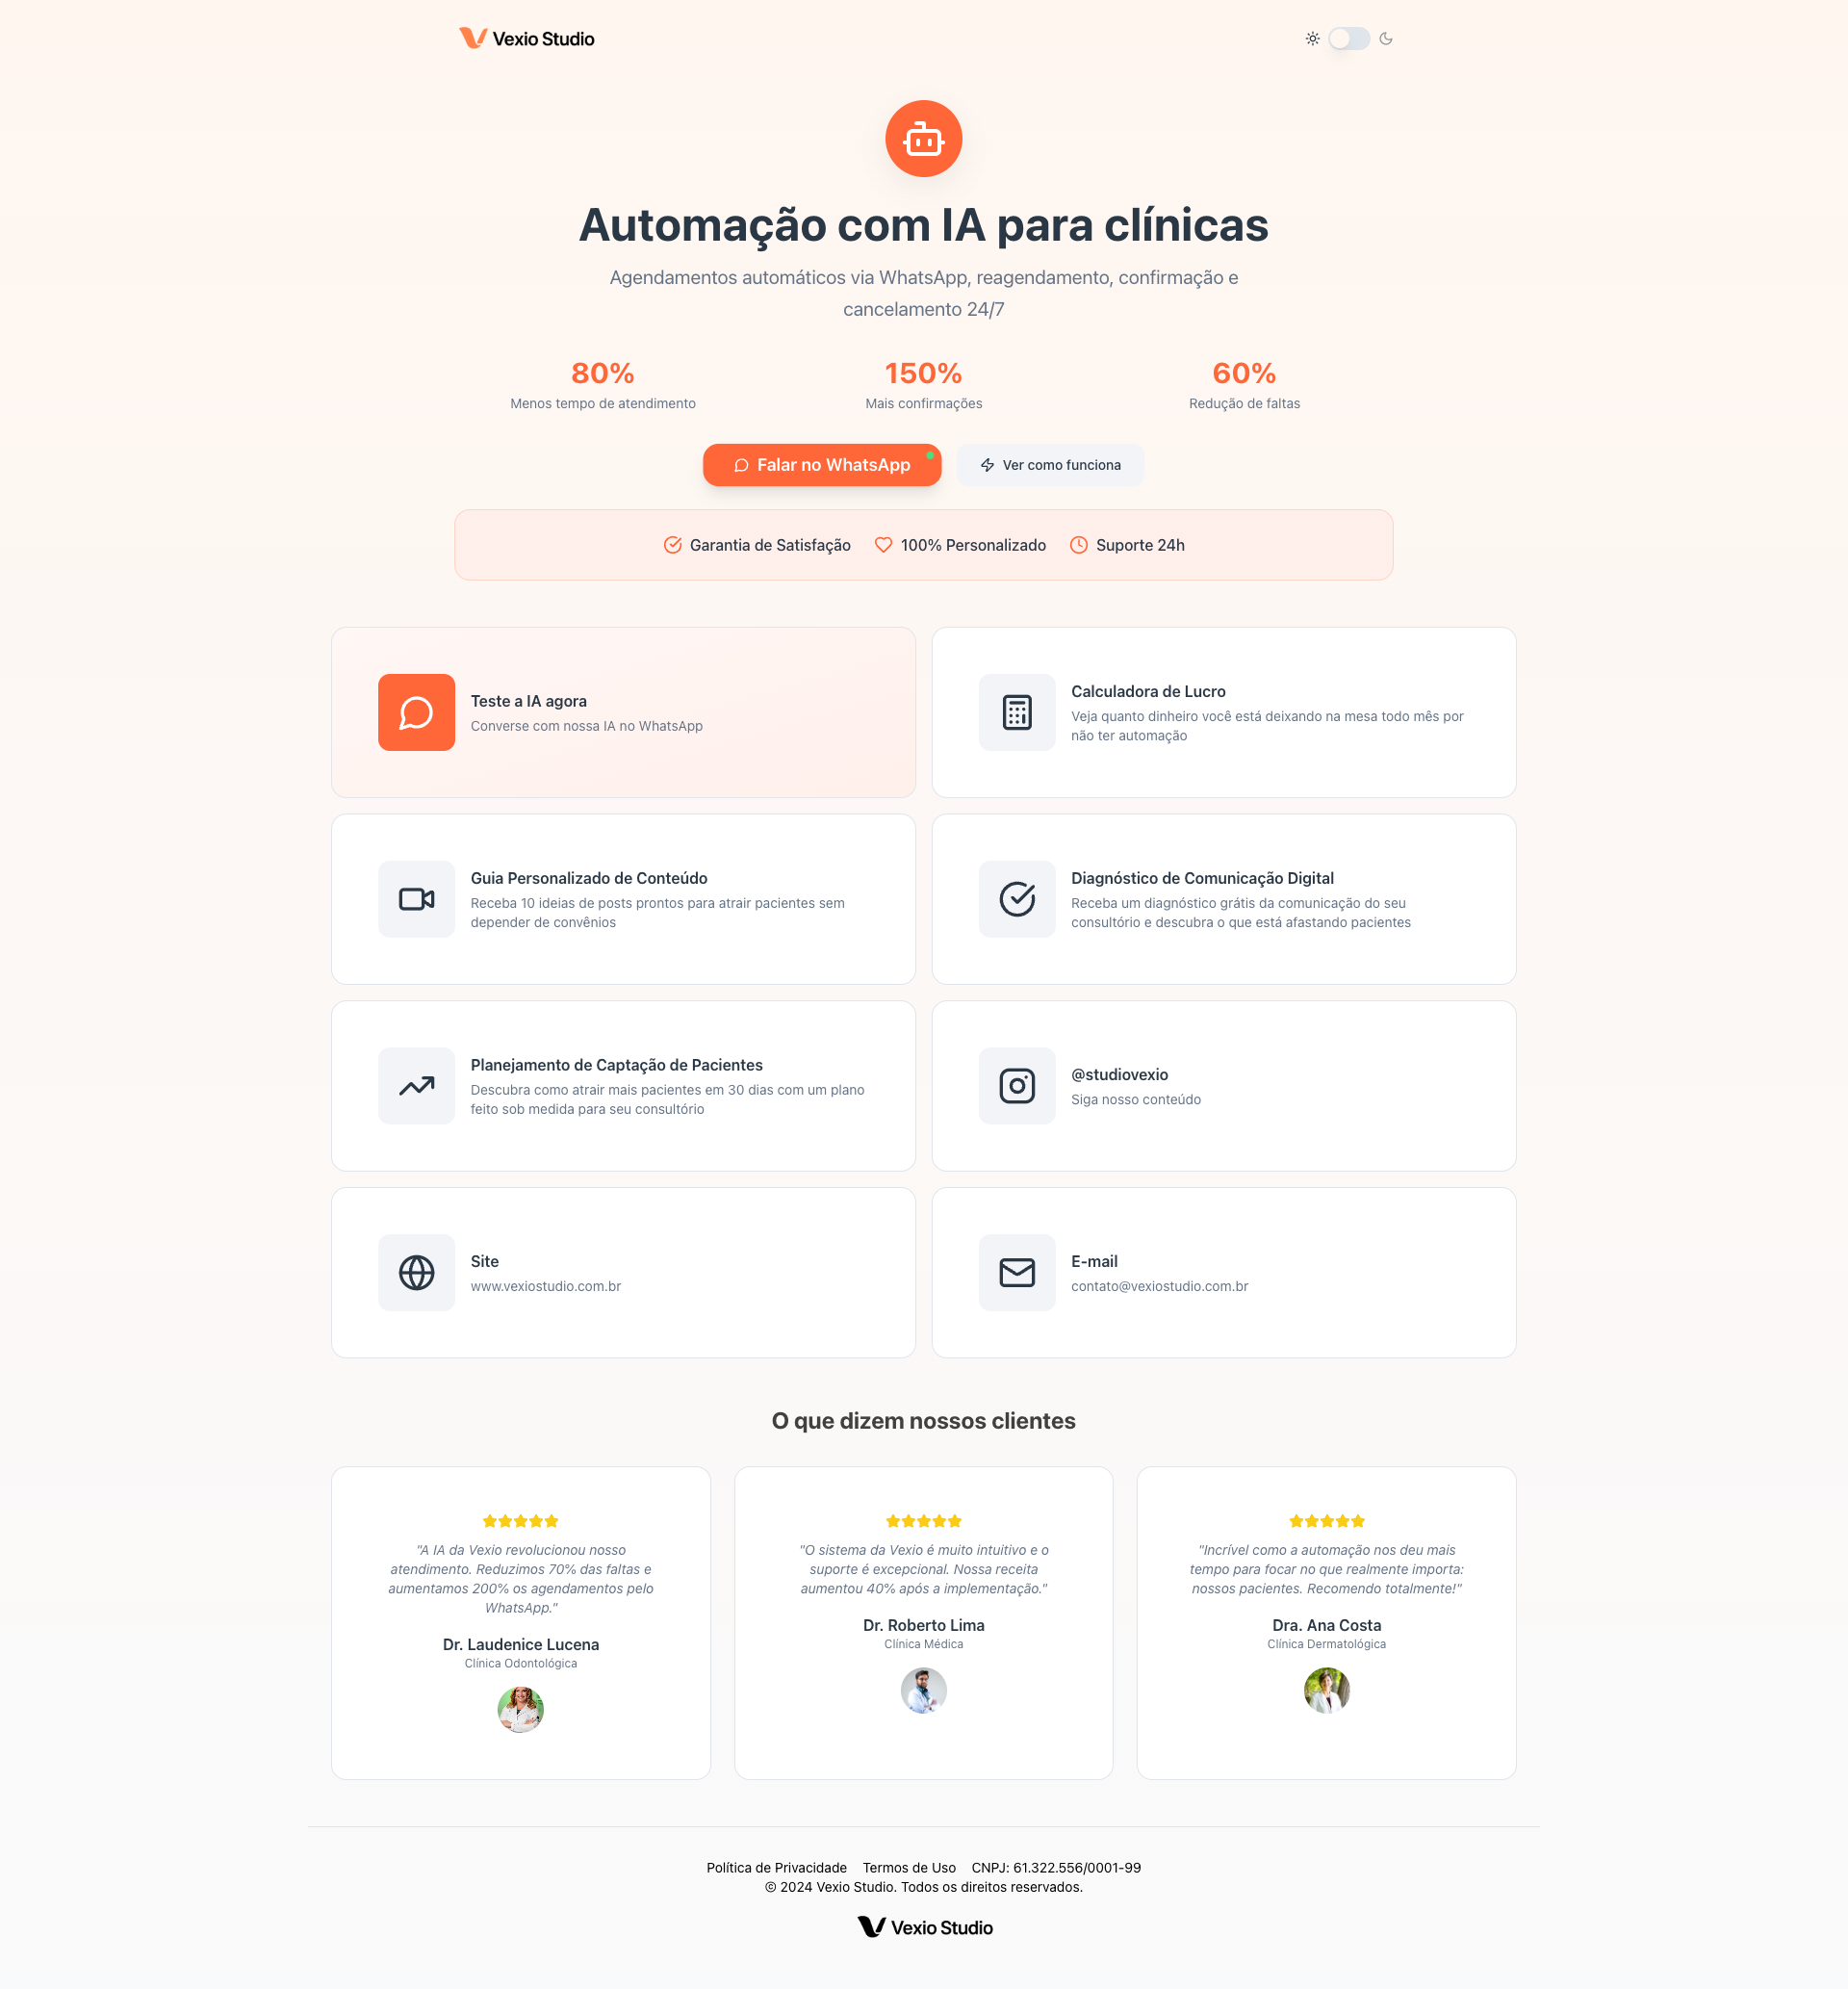 Vexio Studio
Automação com IA para clínicas
Agendamentos automáticos via WhatsApp, reagendamento, confirmação e
cancelamento 24/7
80%
Menos tempo de atendimento
150%
Mais confirmações
60%
Redução de faltas
Falar no WhatsApp
Ver como funciona
Garantia de Satisfação
100% Personalizado
Suporte 24h
Teste a IA agora
Converse com nossa IA no WhatsApp
Calculadora de Lucro
Veja quanto dinheiro você está deixando na mesa todo mês por
não ter automação
Guia Personalizado de Conteúdo
Receba 10 ideias de posts prontos para atrair pacientes sem
depender de convênios
Diagnóstico de Comunicação Digital
Receba um diagnóstico grátis da comunicação do seu
consultório e descubra o que está afastando pacientes
Planejamento de Captação de Pacientes
Descubra como atrair mais pacientes em 30 dias com um plano
feito sob medida para seu consultório
@studiovexio
Siga nosso conteúdo
Site
www.vexiostudio.com.br
E-mail
contato@vexiostudio.com.br
O que dizem nossos clientes
"A IA da Vexio revolucionou nosso
atendimento. Reduzimos 70% das faltas e
aumentamos 200% os agendamentos pelo
WhatsApp."
Dr. Laudenice Lucena
Clínica Odontológica
"O sistema da Vexio é muito intuitivo e o
suporte é excepcional. Nossa receita
aumentou 40% após a implementação."
Dr. Roberto Lima
Clínica Médica
"Incrível como a automação nos deu mais
tempo para focar no que realmente importa:
nossos pacientes. Recomendo totalmente!"
Dra. Ana Costa
Clínica Dermatológica
Política de Privacidade
Termos de Uso
CNPJ: 61.322.556/0001-99
© 2024 Vexio Studio. Todos os direitos reservados.
Vexio Studio